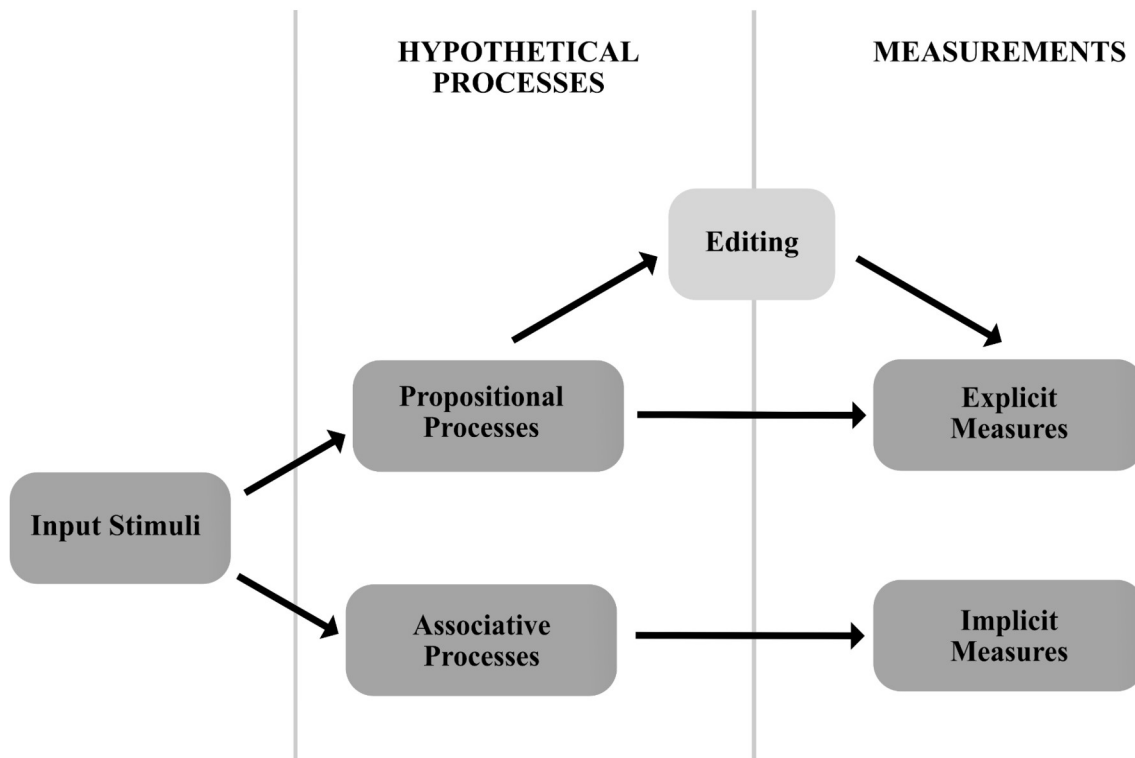 HYPOTHETICAL
PROCESSES
MEASUREMENTS
Editing
Propositional
Processes
Explicit
Measures
Input Stimuli
Associative
Processes
Implicit
Measures